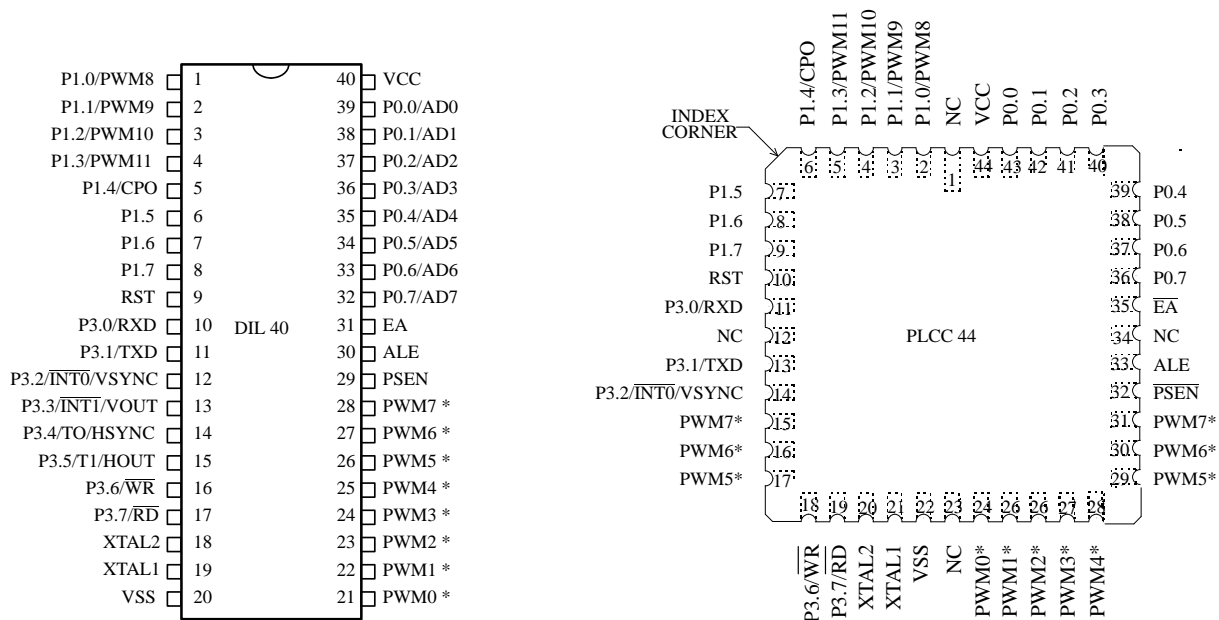 P1.0/PWM8 1 40 VCC
P1.1/PWM9 2 39 P0.0/AD0
P1.2/PWM10 3 38 P0.1/AD1
P1.3/PWM11 4 37 P0.2/AD2
P1.4/CPO 5 36 P0.3/AD3
P1.5 6 35 P0.4/AD4
P1.6 7 34 P0.5/AD5
P1.7 8 33 P0.6/AD6
RST 9 32 P0.7/AD7
P3.0/RXD 10 DIL 40 31 EA
P3.1/TXD 11 30 ALE
P3.2/INT0/VSYNC 12 29 PSEN
P3.3/INT1/VOUT 13 28 PWM7 *
P3.4/TO/HSYNC 14 27 PWM6 *
P3.5/T1/HOUT 15 26 PWM5 *
P3.6/WR 16 25 PWM4 *
P3.7/RD 17 24 PWM3 *
XTAL2 18 23 PWM2 *
XTAL1 19 22 PWM1 *
VSS 20 21 PWM0 *
P1.4/CPO
P1.3/PWM11
P1.2/PWM10
P1.1/PWM9
P1.0/PWM8
NC
VCC
P0.0
P0.1
P0.2
P0.3
INDEX
CORNER
6 5 4 3 2 1 44 43 42 41 40
P1.5 7 39 P0.4
P1.6 8 38 P0.5
P1.7 9 37 P0.6
RST 10 36 P0.7
P3.0/RXD 11 35 EA
NC 12 PLCC 44 34 NC
P3.1/TXD 13 33 ALE
P3.2/INT0/VSYNC 14 32 PSEN
PWM7* 15 31 PWM7*
PWM6* 16 30 PWM6*
PWM5* 17 29 PWM5*
18 19 20 21 22 23 24 26 26 27 28
P3.6/WR
P3.7/RD
XTAL2
XTAL1
VSS
NC
PWM0*
PWM1*
PWM2*
PWM3*
PWM4*